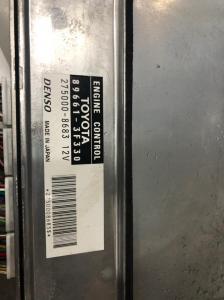 ENGINE CONTROL
TOYOTA
89661-3F330
275000-8683 12V
DENSO MADE IN JAPAN